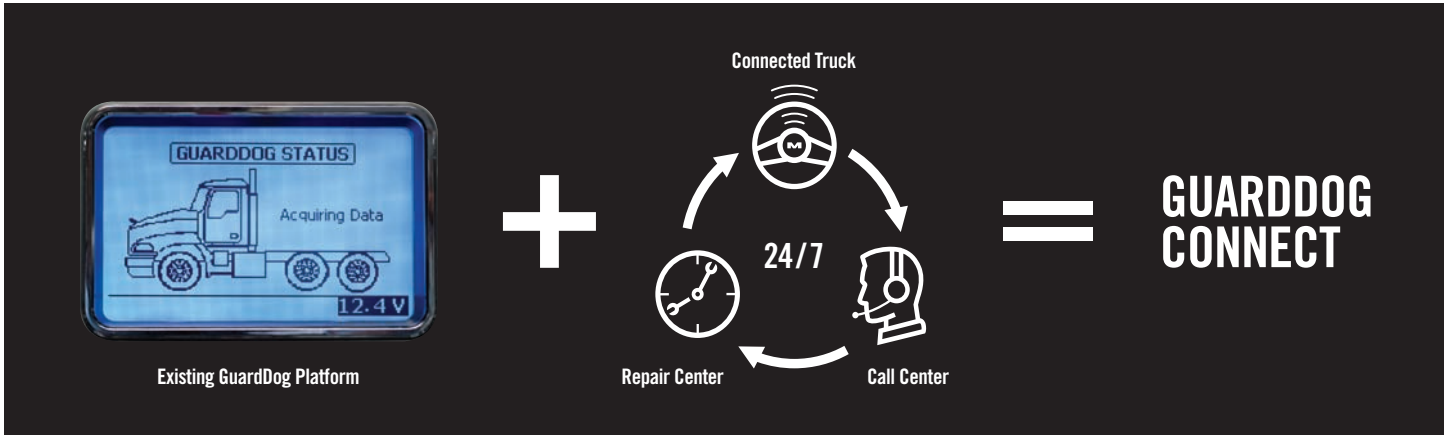 GUARDDOG STATUS
Acquiring Data
12.4 V
Existing GuardDog Platform
+
Connected Truck
M
24/7
Repair Center
Call Center
=
GUARDDOG
CONNECT